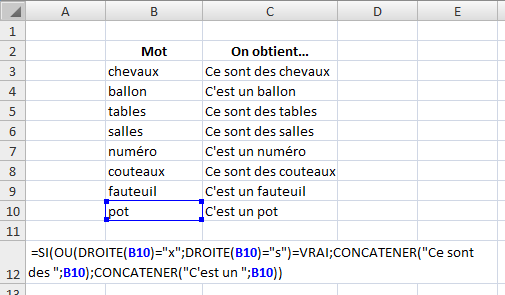 A B C D E
1
2 Mot On obtient...
3 chevaux Ce sont des chevaux
4 ballon C'est un ballon
5 tables Ce sont des tables
6 salles Ce sont des salles
7 numéro C'est un numéro
8 couteaux Ce sont des couteaux
9 fauteuil C'est un fauteuil
10 pot C'est un pot
11
=SI(OU(DROITE(B10)="x";DROITE(B10)="s")=VRAI;CONCATENER("Ce sont
12 des ";B10);CONCATENER("C'est un ";B10))
13